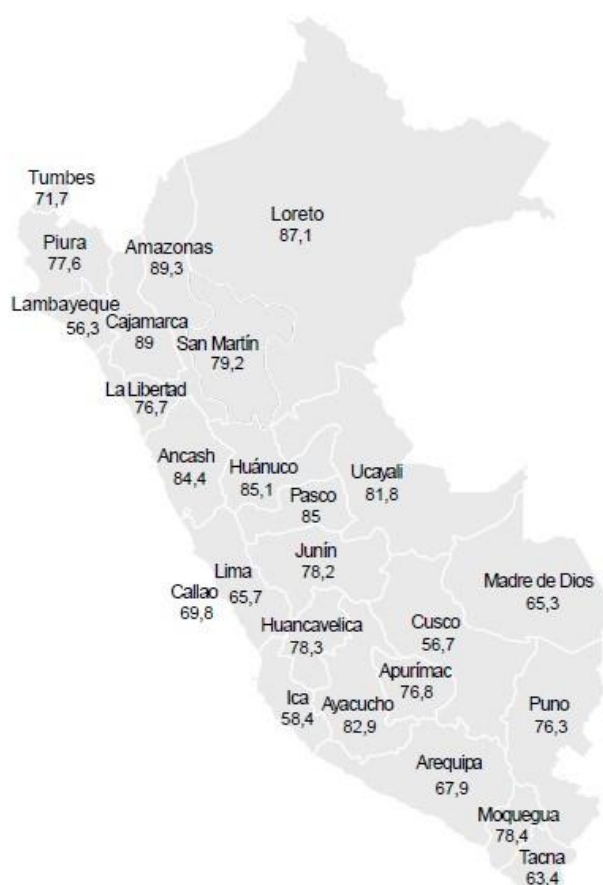 Tumbes
71,7
Piura
77,6
Amazonas
89,3
Loreto
87,1
Lambayeque
56,3
Cajamarca
89
San Martín
79,2
La Libertad
76,7
Ancash
84,4
Huánuco
85,1
Pasco
85
Ucayali
81,8
Junín
78,2
Lima
65,7
Callao
69,8
Madre de Dios
65,3
Huancavelica
78,3
Cusco
56,7
Apurímac
76,8
Ica
58,4
Ayacucho
82,9
Puno
76,3
Arequipa
67,9
Moquegua
78,4
Tacna
63,4